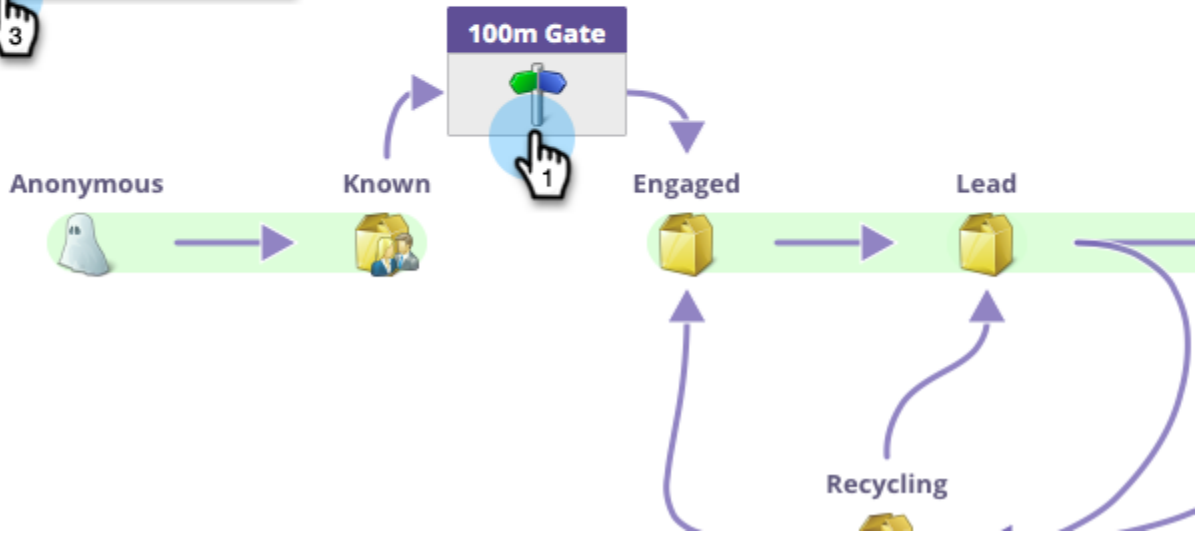 3
100m Gate
1
Anonymous
Known
Engaged
Lead
Recycling